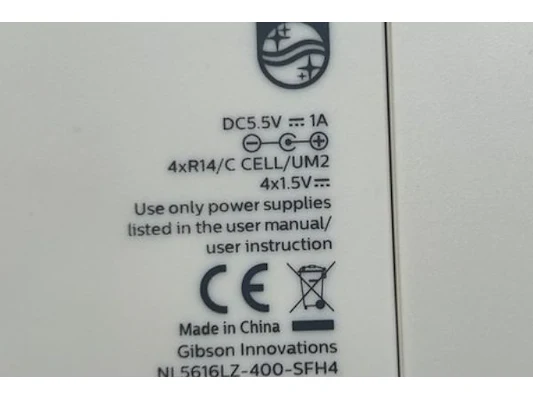 DC5.5V ⎓ 1A
4xR14/C CELL/UM2
4x1.5V⎓
Use only power supplies
listed in the user manual/
user instruction
CE
Made in China
Gibson Innovations
NL5616LZ-400-SFH4